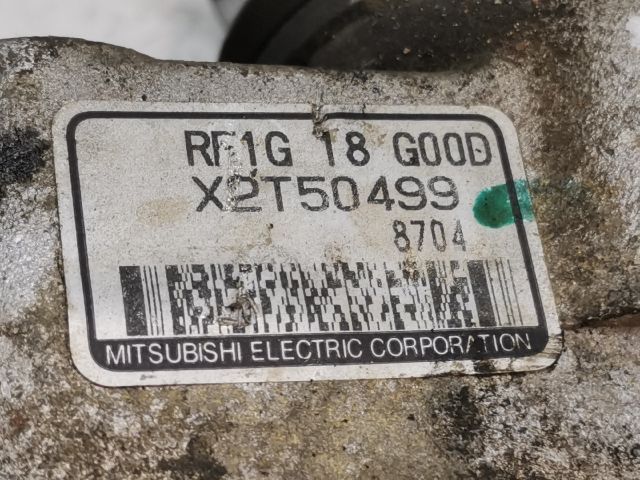 RF1G 18 G00D
X2T50499
8704
MITSUBISHI ELECTRIC CORPORATION